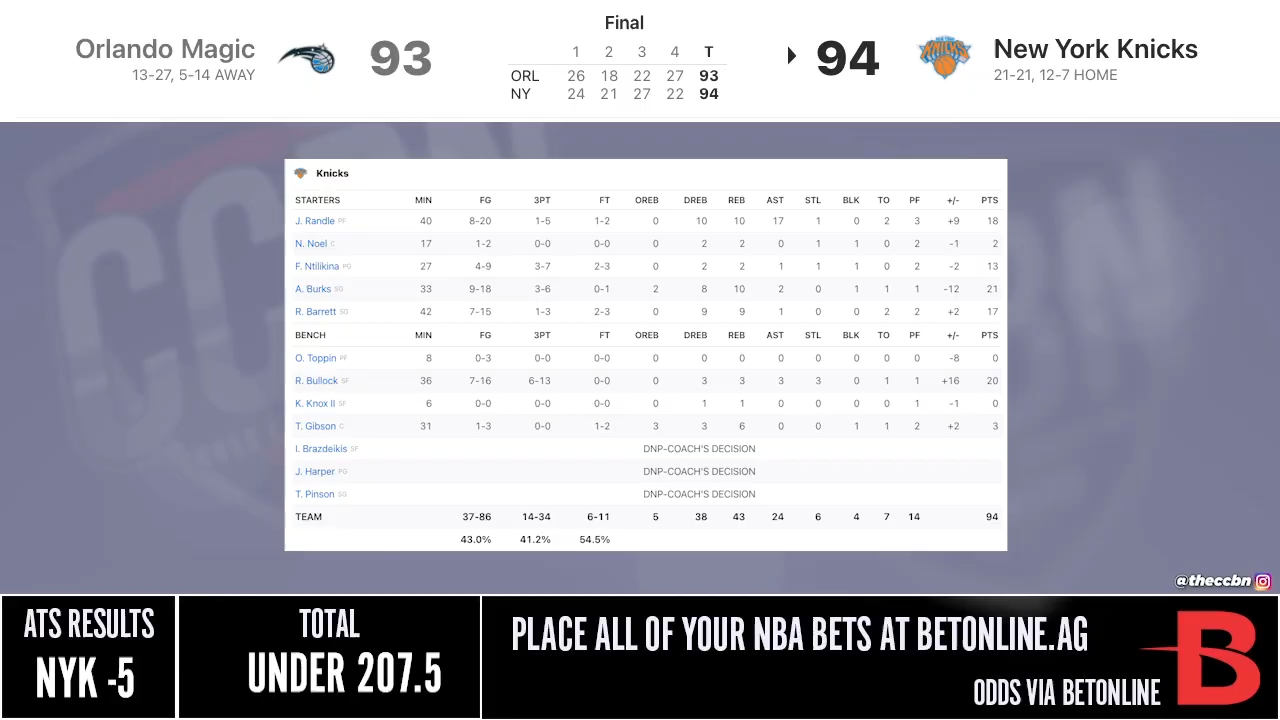 Orlando Magic
13-27, 5-14 AWAY
93
Final
1 2 3 4 T
ORL 26 18 22 27 93
NY 24 21 27 22 94
94
New York Knicks
21-21, 12-7 HOME
Knicks
STARTERS MIN FG 3PT FT OREB DREB REB AST STL BLK TO PF +/- PTS
J. Randle PF 40 8-20 1-5 1-2 0 10 10 17 1 0 2 3 +9 18
N. Noel C 17 1-2 0-0 0-0 0 2 2 0 1 1 0 2 -1 2
F. Ntilikina PG 27 4-9 3-7 2-3 0 2 2 1 1 1 0 2 -2 13
A. Burks SG 33 9-18 3-6 0-1 2 8 10 2 0 1 1 1 -12 21
R. Barrett SG 42 7-15 1-3 2-3 0 9 9 1 0 0 2 2 +2 17
BENCH MIN FG 3PT FT OREB DREB REB AST STL BLK TO PF +/- PTS
O. Toppin PF 8 0-3 0-0 0-0 0 0 0 0 0 0 0 0 -8 0
R. Bullock SF 36 7-16 6-13 0-0 0 3 3 3 3 0 1 1 +16 20
K. Knox II SF 6 0-0 0-0 0-0 0 1 1 0 0 0 0 1 -1 0
T. Gibson C 31 1-3 0-0 1-2 3 3 6 0 0 1 1 2 +2 3
I. Brazdeikis SF DNP-COACH'S DECISION
J. Harper PG DNP-COACH'S DECISION
T. Pinson SG DNP-COACH'S DECISION
TEAM 37-86 14-34 6-11 5 38 43 24 6 4 7 14 94
43.0% 41.2% 54.5%
@theccbn
ATS RESULTS
NYK -5
TOTAL
UNDER 207.5
PLACE ALL OF YOUR NBA BETS AT BETONLINE.AG
ODDS VIA BETONLINE
B